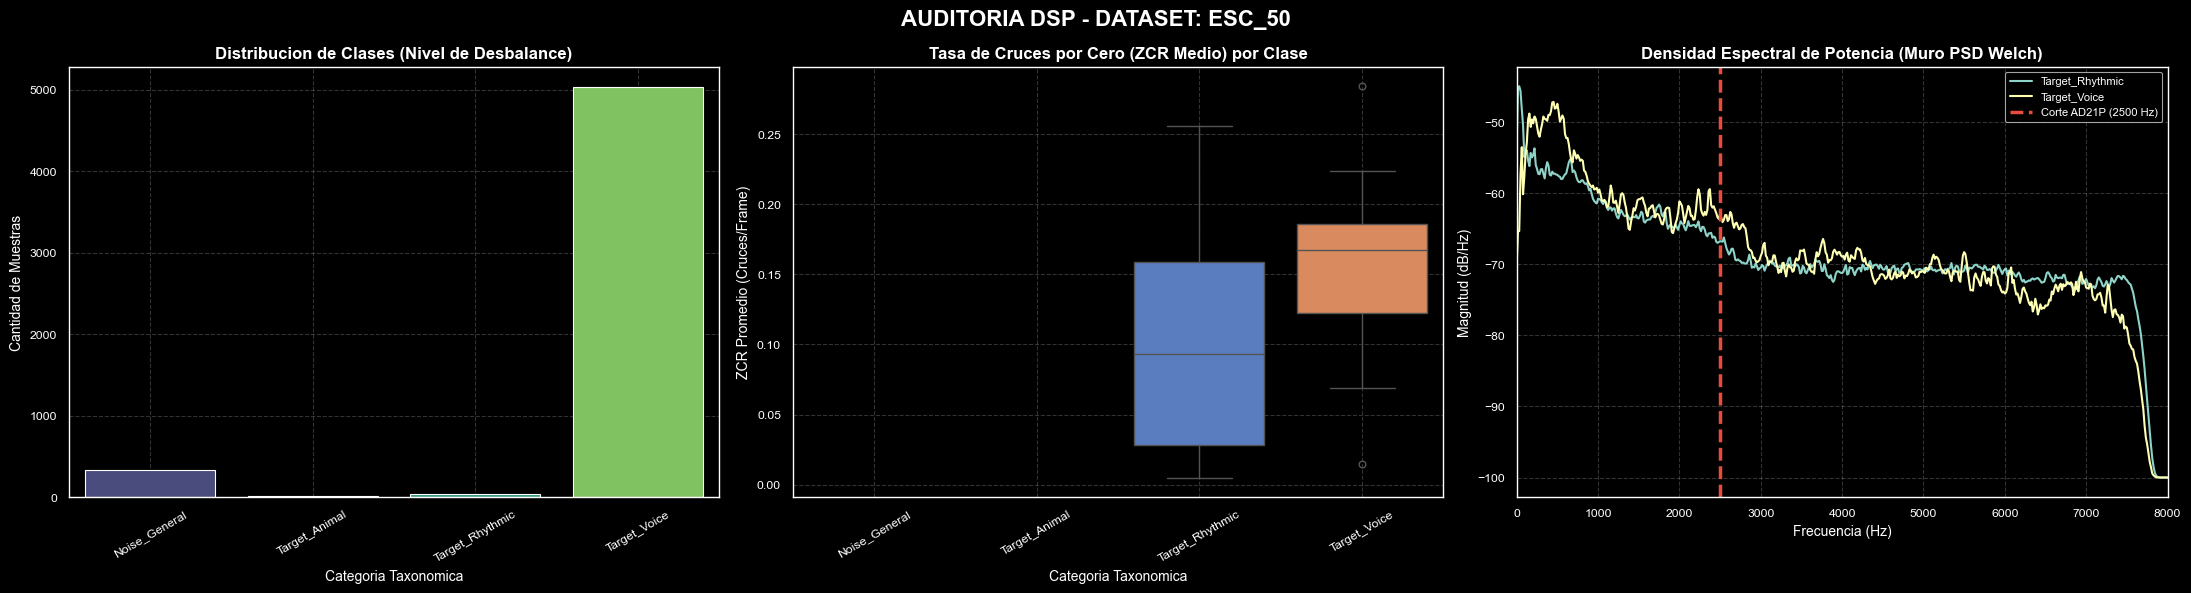 AUDITORIA DSP - DATASET: ESC_50
Distribucion de Clases (Nivel de Desbalance)
Cantidad de Muestras
5000
4000
3000
2000
1000
0
Noise_General
Target_Animal
Target_Rhythmic
Target_Voice
Categoria Taxonomica
Tasa de Cruces por Cero (ZCR Medio) por Clase
ZCR Promedio (Cruces/Frame)
0.25
0.20
0.15
0.10
0.05
0.00
Noise_General
Target_Animal
Target_Rhythmic
Target_Voice
Categoria Taxonomica
Densidad Espectral de Potencia (Muro PSD Welch)
Target_Rhythmic
Target_Voice
Corte AD21P (2500 Hz)
Magnitud (dB/Hz)
−50
−60
−70
−80
−90
−100
0
1000
2000
3000
4000
5000
6000
7000
8000
Frecuencia (Hz)